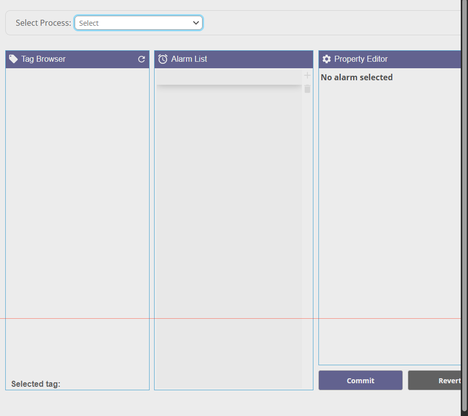 Select Process: Select
Tag Browser
Alarm List
Property Editor
No alarm selected
Selected tag:
Commit
Revert